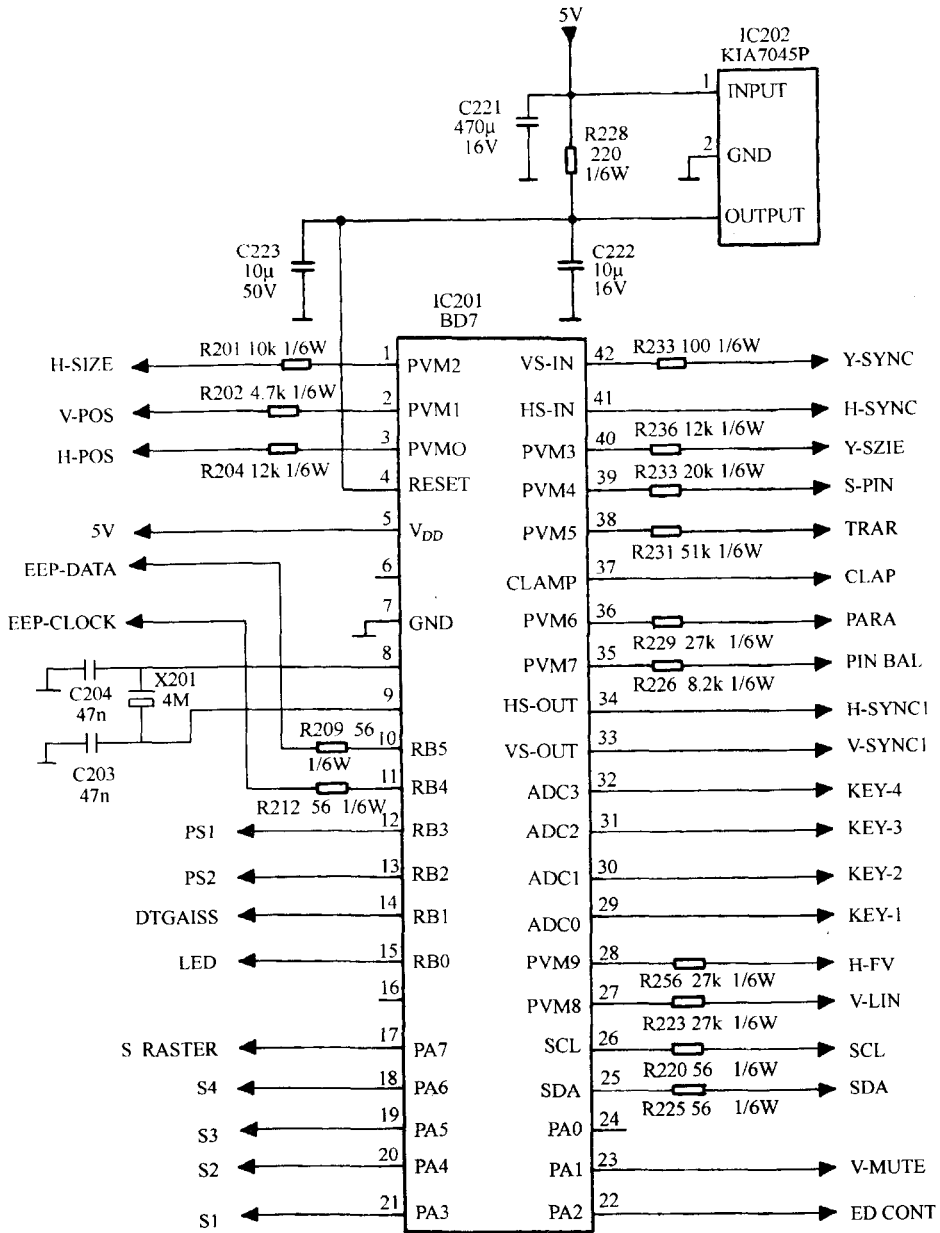 5V
IC202
KIA7045P
1 INPUT
C221
470μ
16V
R228
220
1/6W
2 GND
OUTPUT
C223
10μ
50V
C222
10μ
16V
IC201
BD7
H-SIZE R201 10k 1/6W 1 PVM2
V-POS R202 4.7k 1/6W 2 PVM1
H-POS R204 12k 1/6W 3 PVMO
4 RESET
5V 5 VDD
EEP-DATA 6
EEP-CLOCK 7 GND
8
C204
47n
X201
4M
9
C203
47n
R209 56
1/6W
10 RB5
R212 56 1/6W 11 RB4
PS1 12 RB3
PS2 13 RB2
DTGAISS 14 RB1
LED 15 RB0
16
S RASTER 17 PA7
S4 18 PA6
S3 19 PA5
S2 20 PA4
S1 21 PA3
VS-IN 42 R233 100 1/6W Y-SYNC
HS-IN 41 H-SYNC
PVM3 40 R236 12k 1/6W Y-SZIE
PVM4 39 R233 20k 1/6W S-PIN
PVM5 38 R231 51k 1/6W TRAR
CLAMP 37 CLAP
PVM6 36 R229 27k 1/6W PARA
PVM7 35 R226 8.2k 1/6W PIN BAL
HS-OUT 34 H-SYNC1
VS-OUT 33 V-SYNC1
ADC3 32 KEY-4
ADC2 31 KEY-3
ADC1 30 KEY-2
ADC0 29 KEY-1
PVM9 28 R256 27k 1/6W H-FV
PVM8 27 R223 27k 1/6W V-LIN
SCL 26 R220 56 1/6W SCL
SDA 25 R225 56 1/6W SDA
PA0 24
PA1 23 V-MUTE
PA2 22 ED CONT